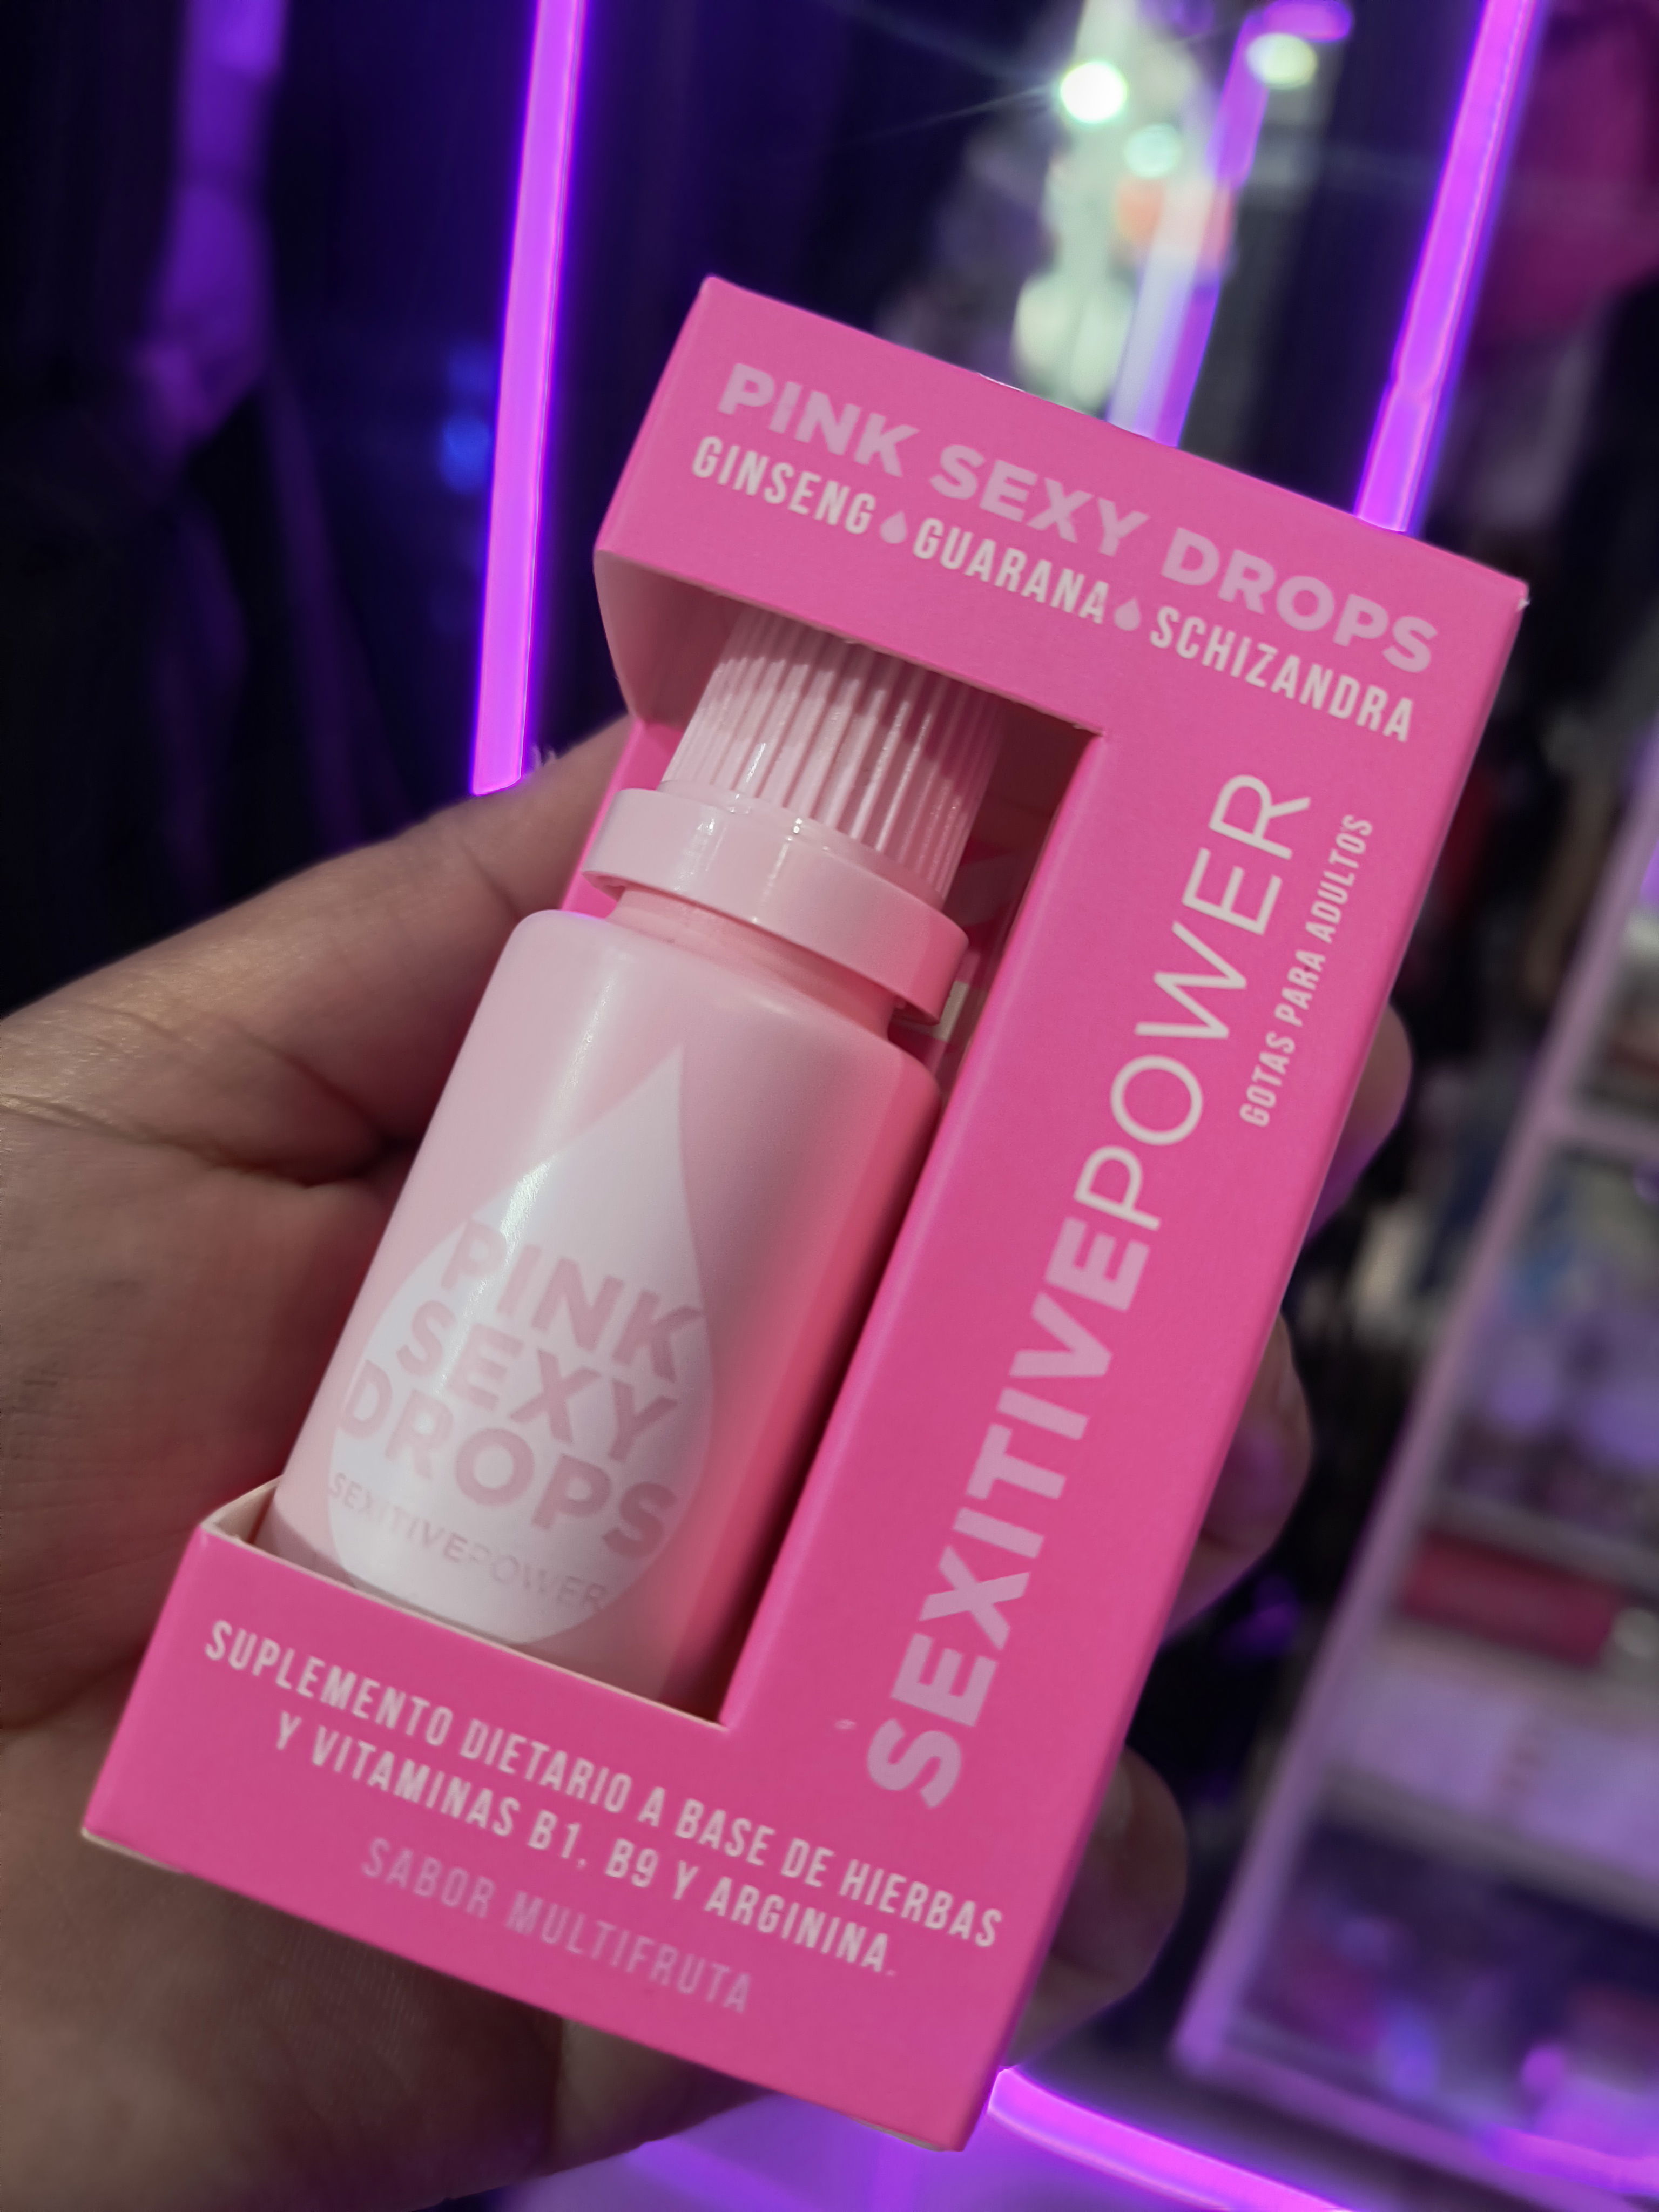 PINK SEXY DROPS
GINSENG GUARANA SCHIZANDRA
SEXITIVEPOWER
GOTAS PARA ADULTOS
PINK
SEXY
DROPS
SEXITIVEPOWER
SUPLEMENTO DIETARIO A BASE DE HIERBAS
Y VITAMINAS B1, B9 Y ARGININA.
SABOR MULTIFRUTA